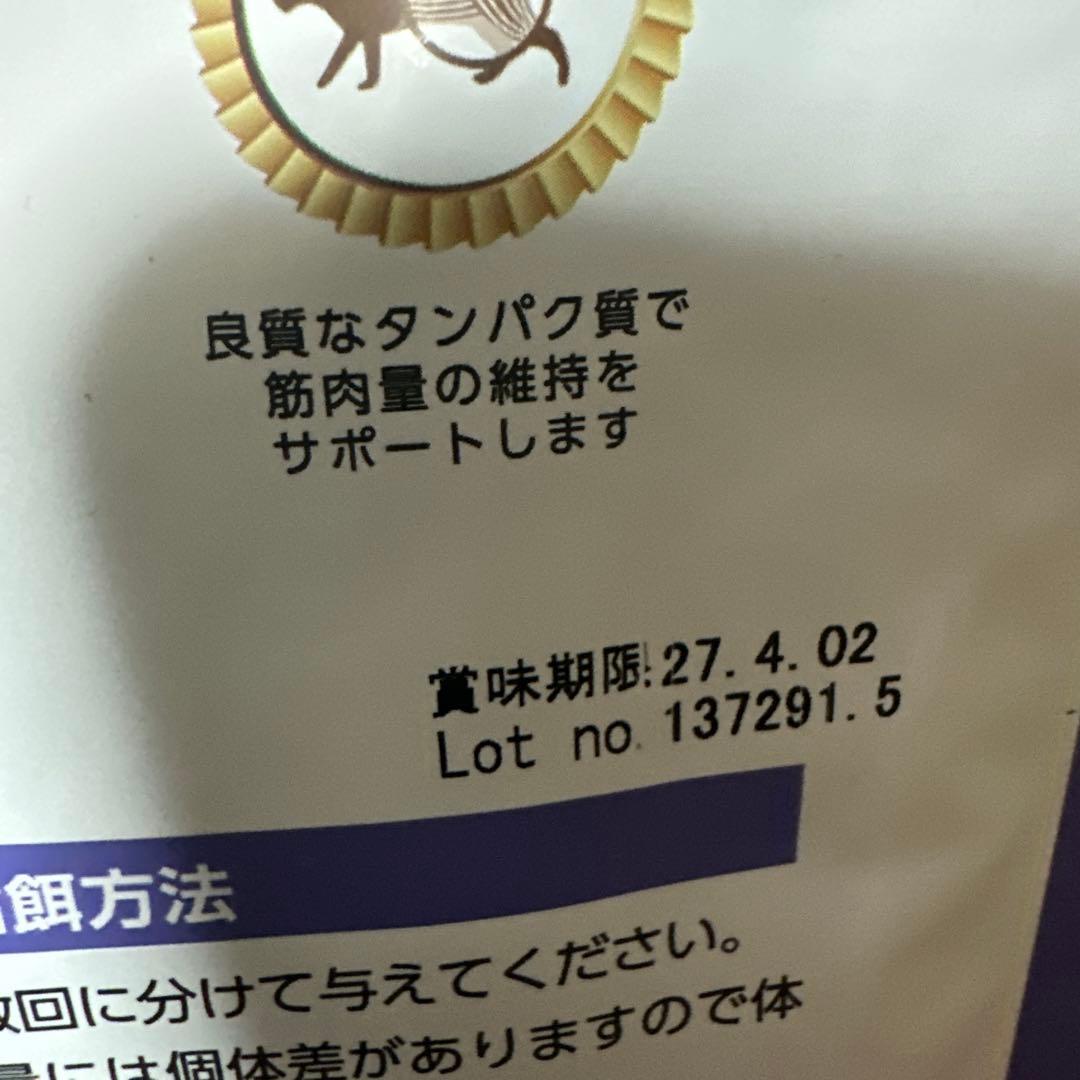 良質なタンパク質で
筋肉量の維持を
サポートします
賞味期限:27.4.02
Lot no.137291.5
給餌方法
数回に分けて与えてください。
量には個体差がありますので体